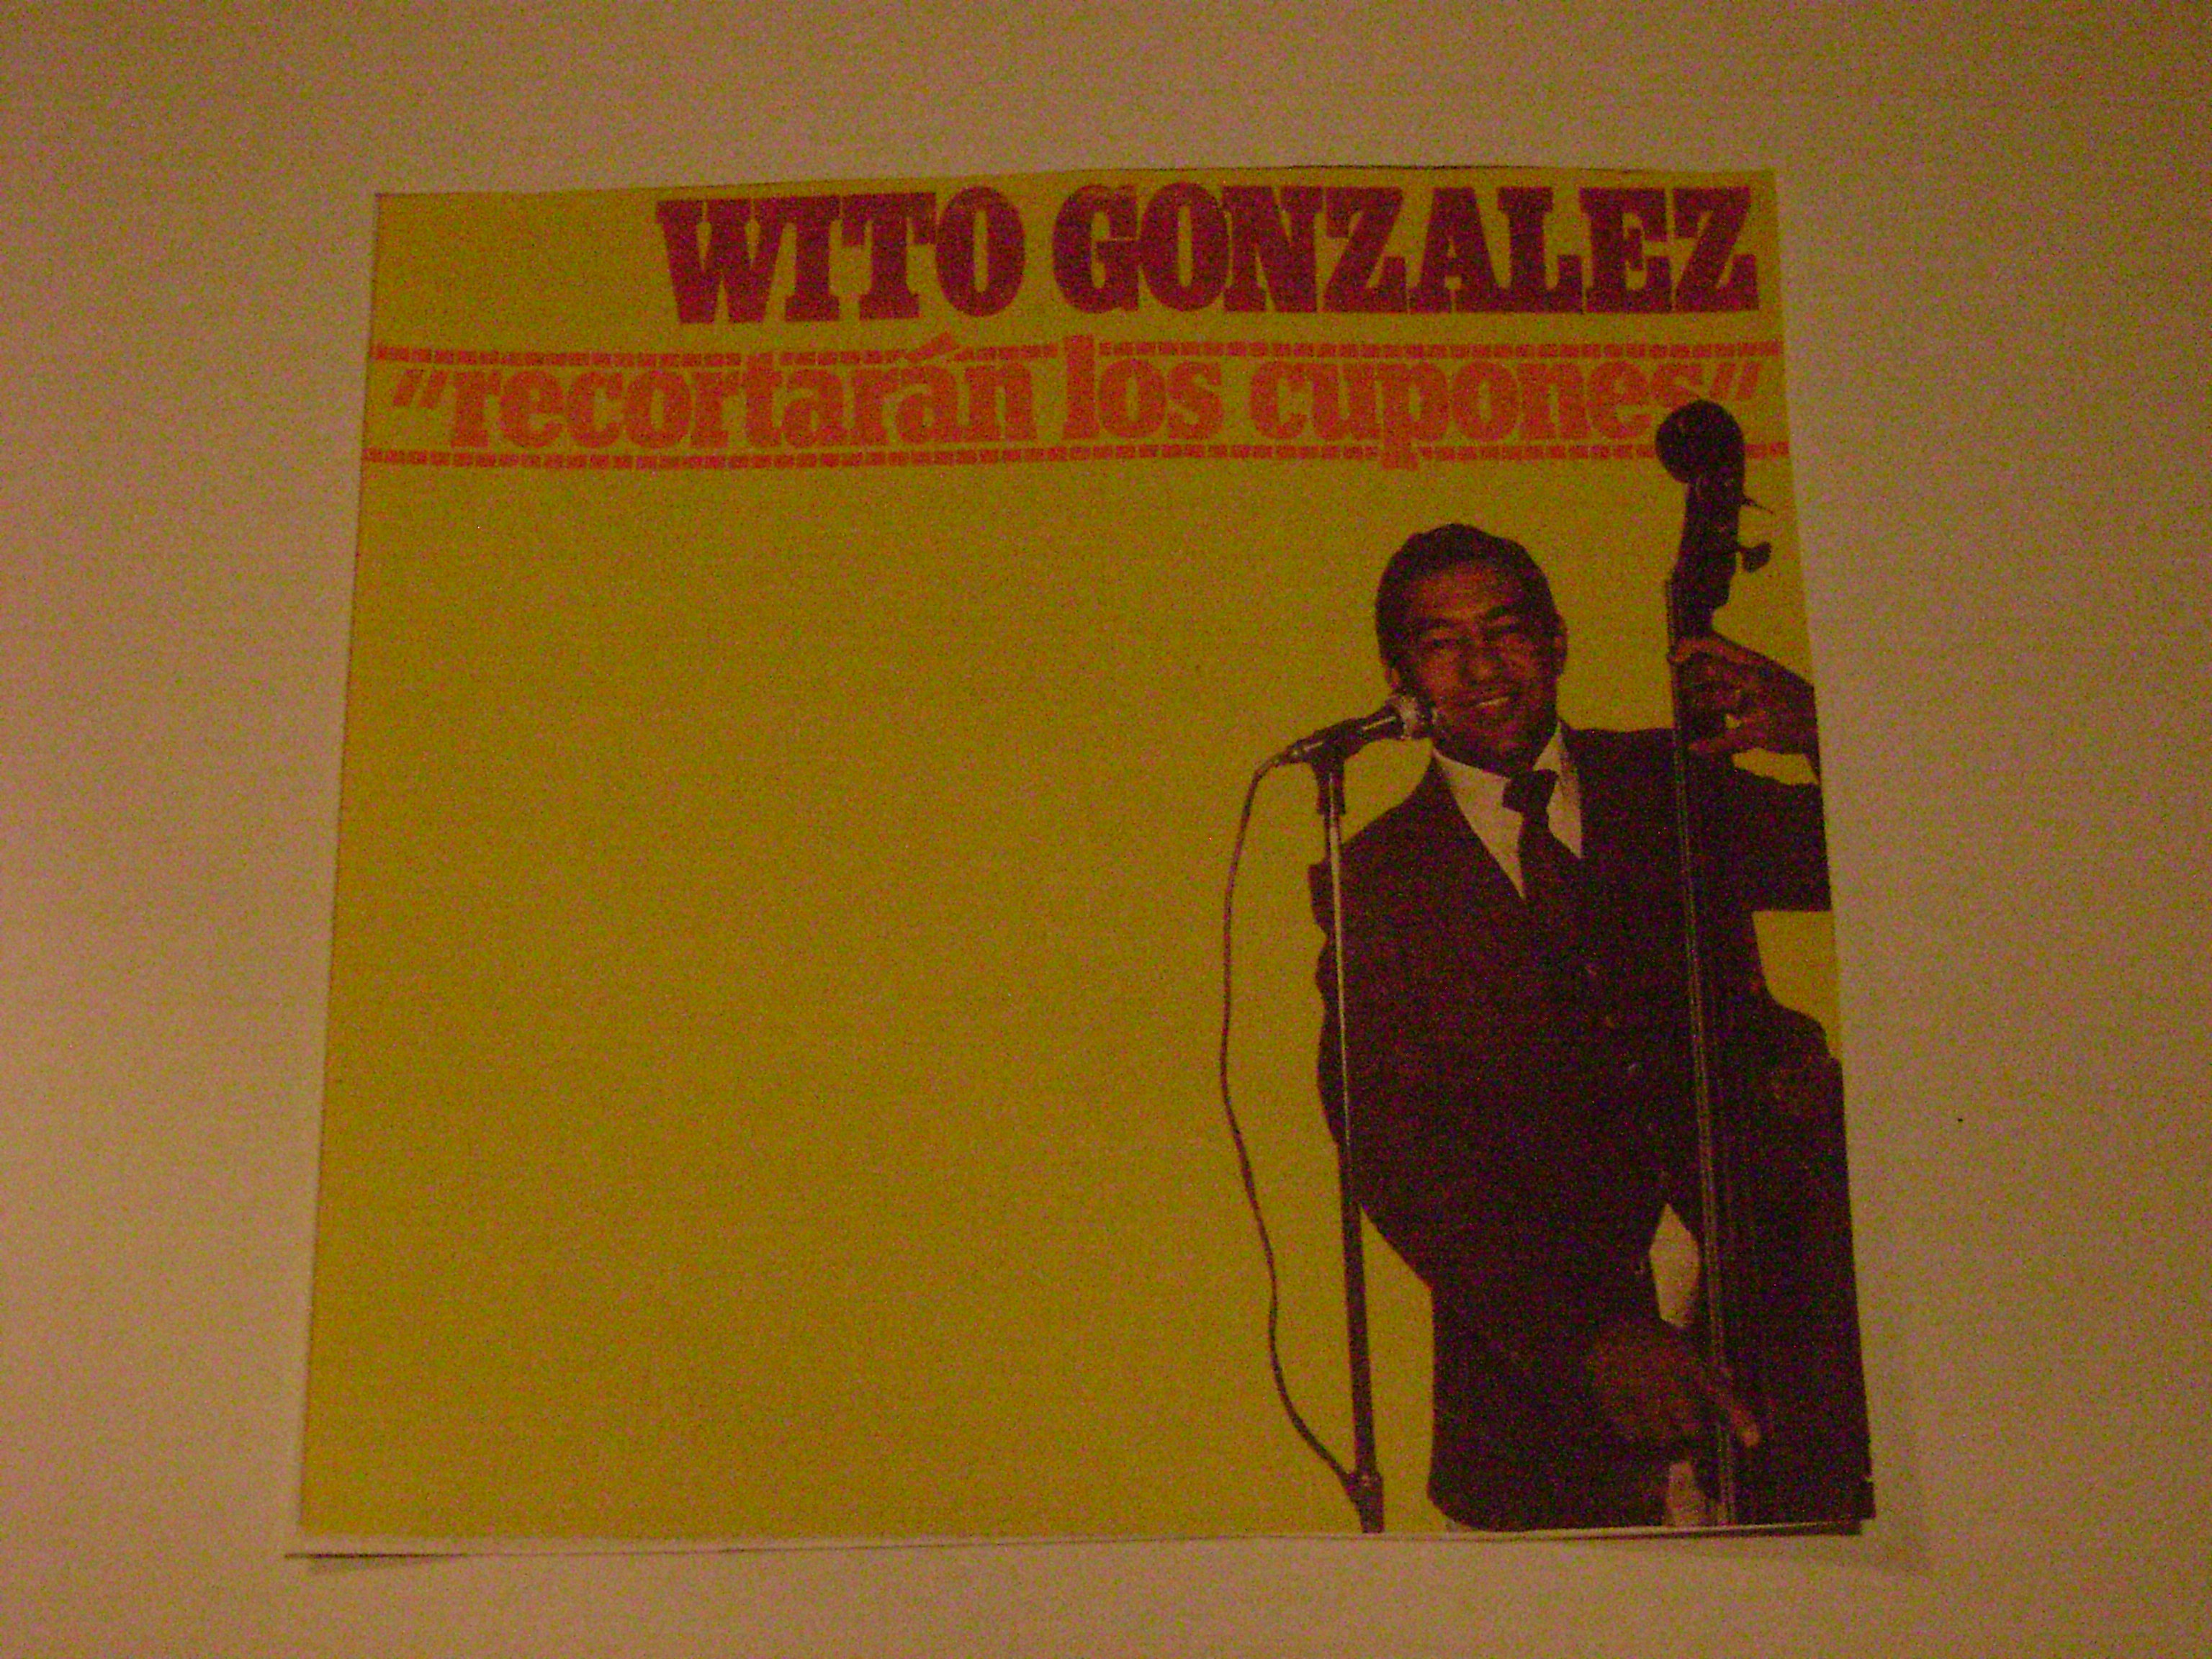 WITO GONZALEZ
"recortarán los cupones"